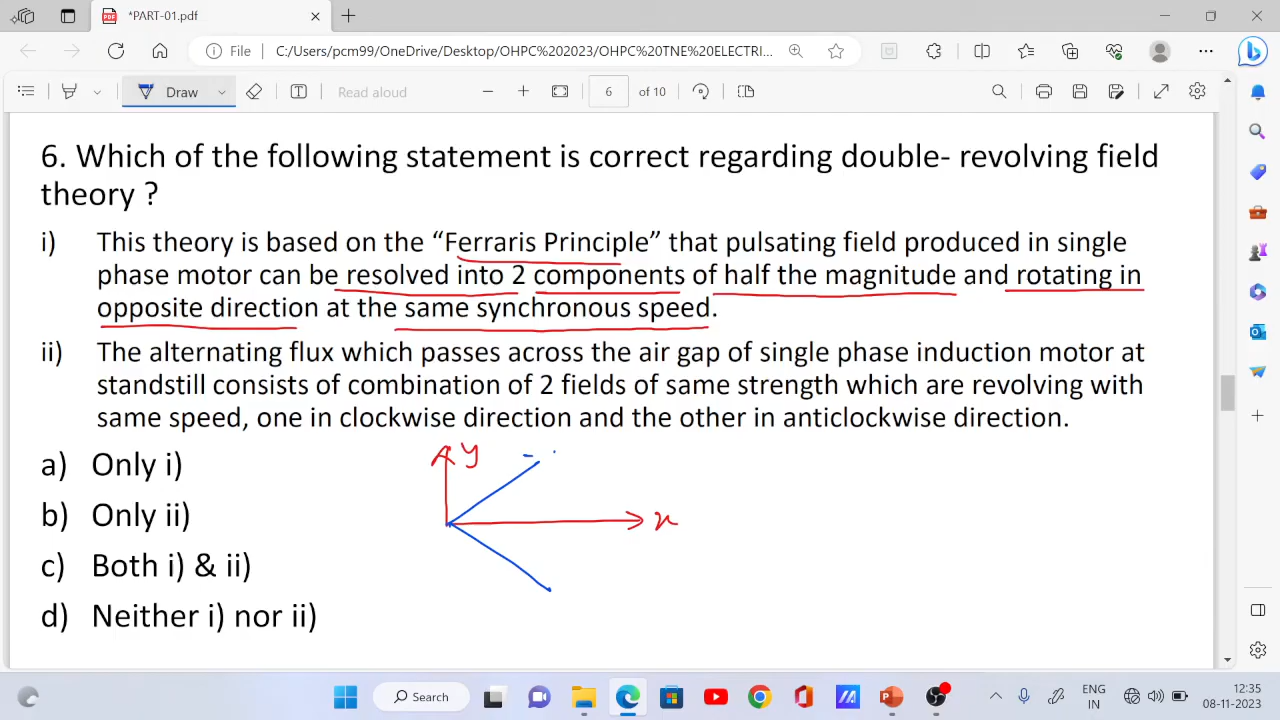 *PART-01.pdf
File
C:/Users/pcm99/OneDrive/Desktop/OHPC%202023/OHPC%20TNE%20ELECTRI...
Draw
Read aloud
6
of 10
6. Which of the following statement is correct regarding double- revolving field
theory ?
i) This theory is based on the “Ferraris Principle” that pulsating field produced in single
phase motor can be resolved into 2 components of half the magnitude and rotating in
opposite direction at the same synchronous speed.
ii) The alternating flux which passes across the air gap of single phase induction motor at
standstill consists of combination of 2 fields of same strength which are revolving with
same speed, one in clockwise direction and the other in anticlockwise direction.
y
a) Only i)
b) Only ii)
x
c) Both i) & ii)
d) Neither i) nor ii)
Search
ENG
IN
12:35
08-11-2023